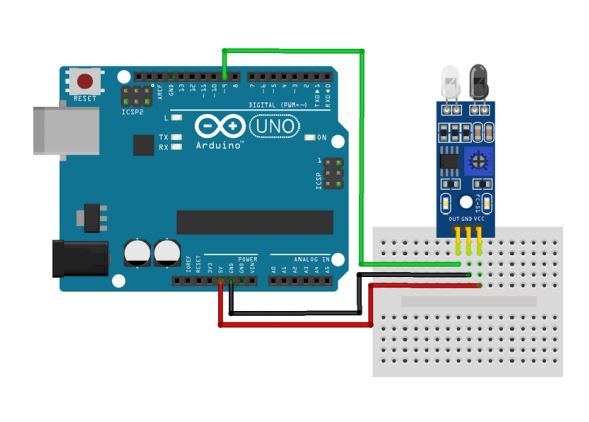 RESET
ICSP2
AREF
GND
13
12
~11
~10
~9
8
7
~6
~5
4
~3
2
TX▸1
RX◂0
DIGITAL (PWM=~)
L
TX
RX
UNO
Arduino™
ON
1
ICSP
IOREF
RESET
3V3
5V
GND
GND
VIN
POWER
ANALOG IN
A0
A1
A2
A3
A4
A5
OUT GND VCC